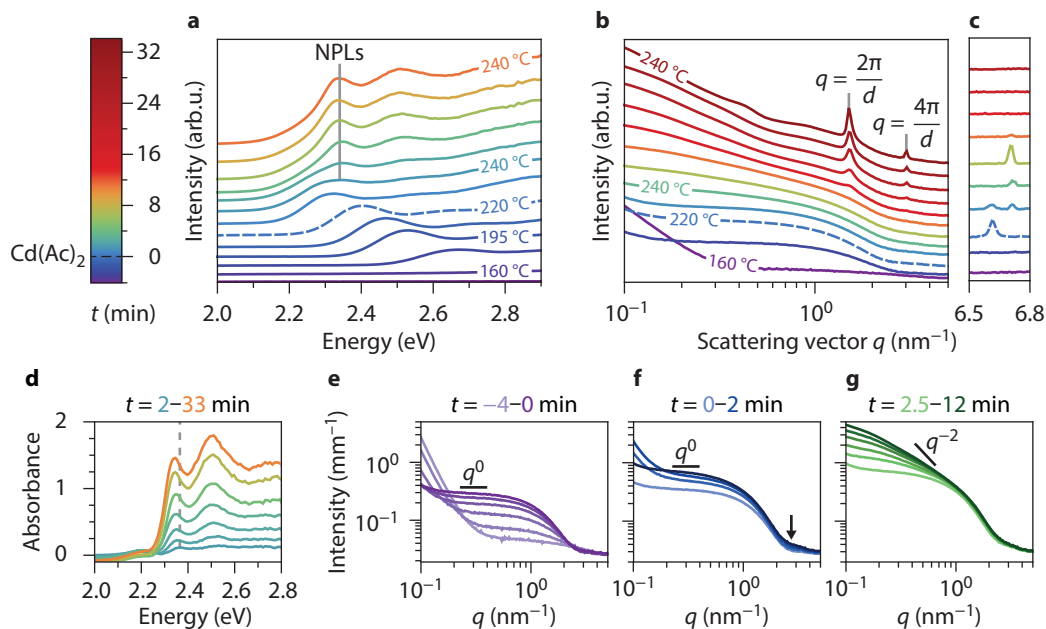 32
24
16
8
Cd(Ac)₂ 0
t (min)
a
NPLs
240 °C
240 °C
220 °C
195 °C
160 °C
Intensity (arb.u.)
2.0 2.2 2.4 2.6 2.8
Energy (eV)
b
240 °C
q = 2π/d
q = 4π/d
240 °C
220 °C
160 °C
Intensity
10⁻¹ 10⁰
Scattering vector q (nm⁻¹)
c
6.5 6.8
d
t = 2–33 min
2
1
0
Absorbance
2.0 2.2 2.4 2.6 2.8
Energy (eV)
e
t = −4–0 min
q⁰
10⁰
10⁻¹
Intensity (mm⁻¹)
10⁻¹ 10⁰
q (nm⁻¹)
f
t = 0–2 min
q⁰
10⁻¹ 10⁰
q (nm⁻¹)
g
t = 2.5–12 min
q⁻²
10⁻¹ 10⁰
q (nm⁻¹)